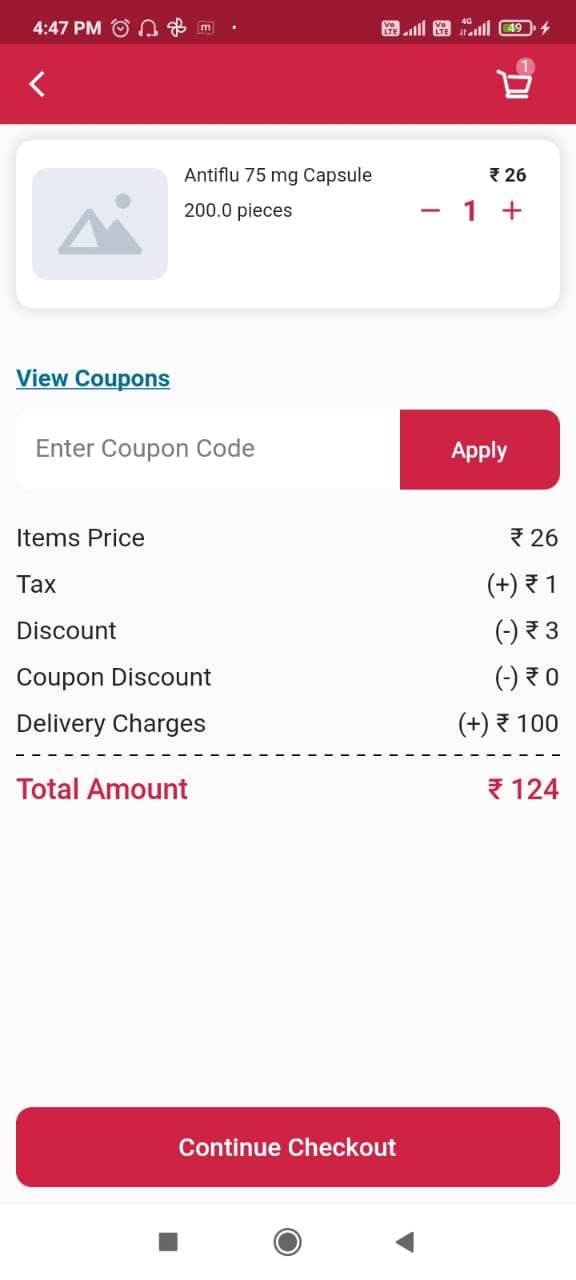 4:47 PM m
Vo LTE Vo LTE 4G 49
1
Antiflu 75 mg Capsule ₹ 26
200.0 pieces − 1 +
View Coupons
Enter Coupon Code Apply
Items Price ₹ 26
Tax (+) ₹ 1
Discount (-) ₹ 3
Coupon Discount (-) ₹ 0
Delivery Charges (+) ₹ 100
Total Amount ₹ 124
Continue Checkout